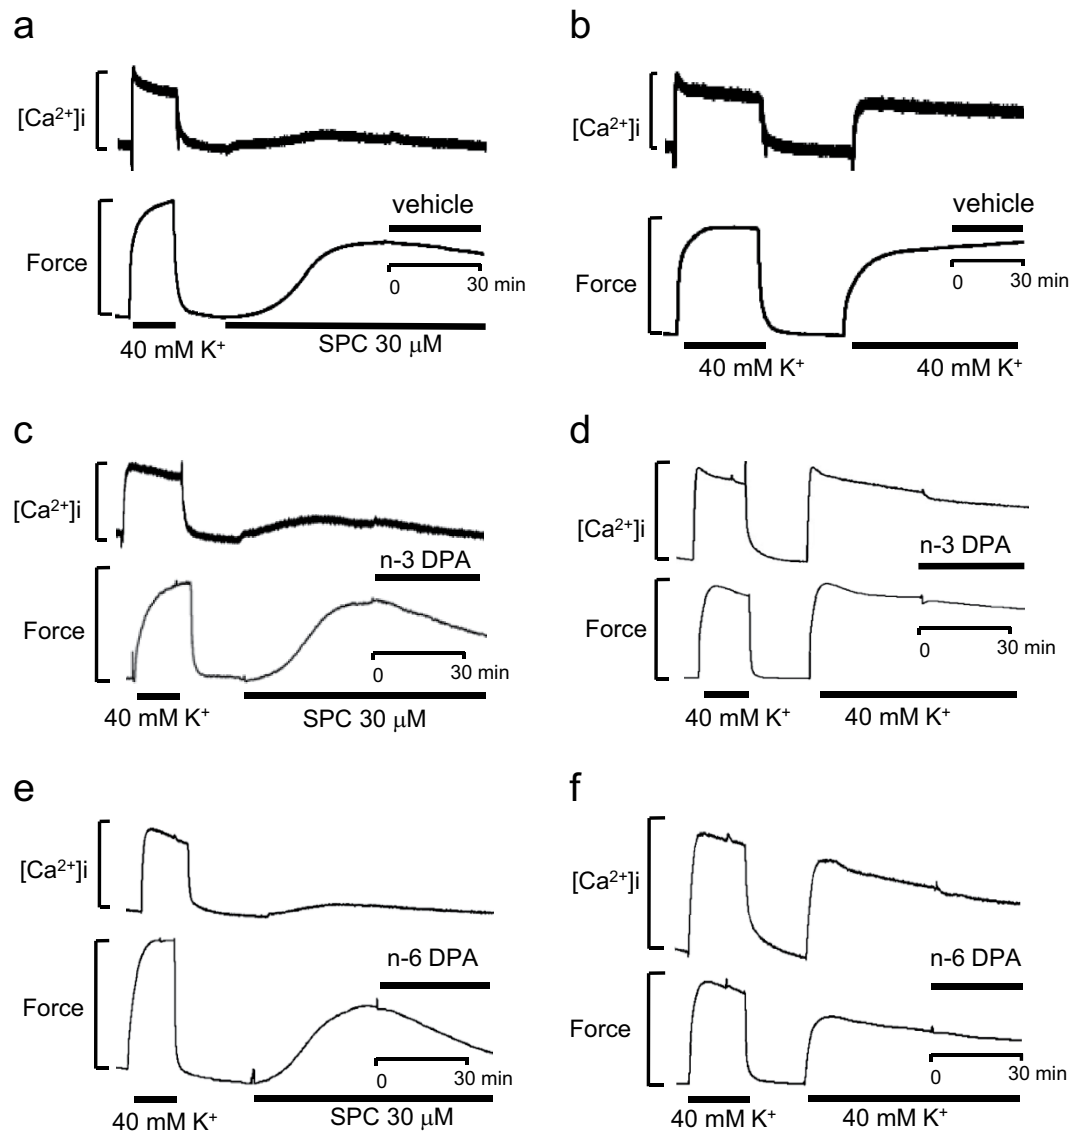 a
[Ca²⁺]i
vehicle
Force
0 30 min
40 mM K⁺ SPC 30 μM
b
[Ca²⁺]i
vehicle
Force
0 30 min
40 mM K⁺ 40 mM K⁺
c
[Ca²⁺]i
n-3 DPA
Force
0 30 min
40 mM K⁺ SPC 30 μM
d
[Ca²⁺]i
n-3 DPA
Force
0 30 min
40 mM K⁺ 40 mM K⁺
e
[Ca²⁺]i
n-6 DPA
Force
0 30 min
40 mM K⁺ SPC 30 μM
f
[Ca²⁺]i
n-6 DPA
Force
0 30 min
40 mM K⁺ 40 mM K⁺